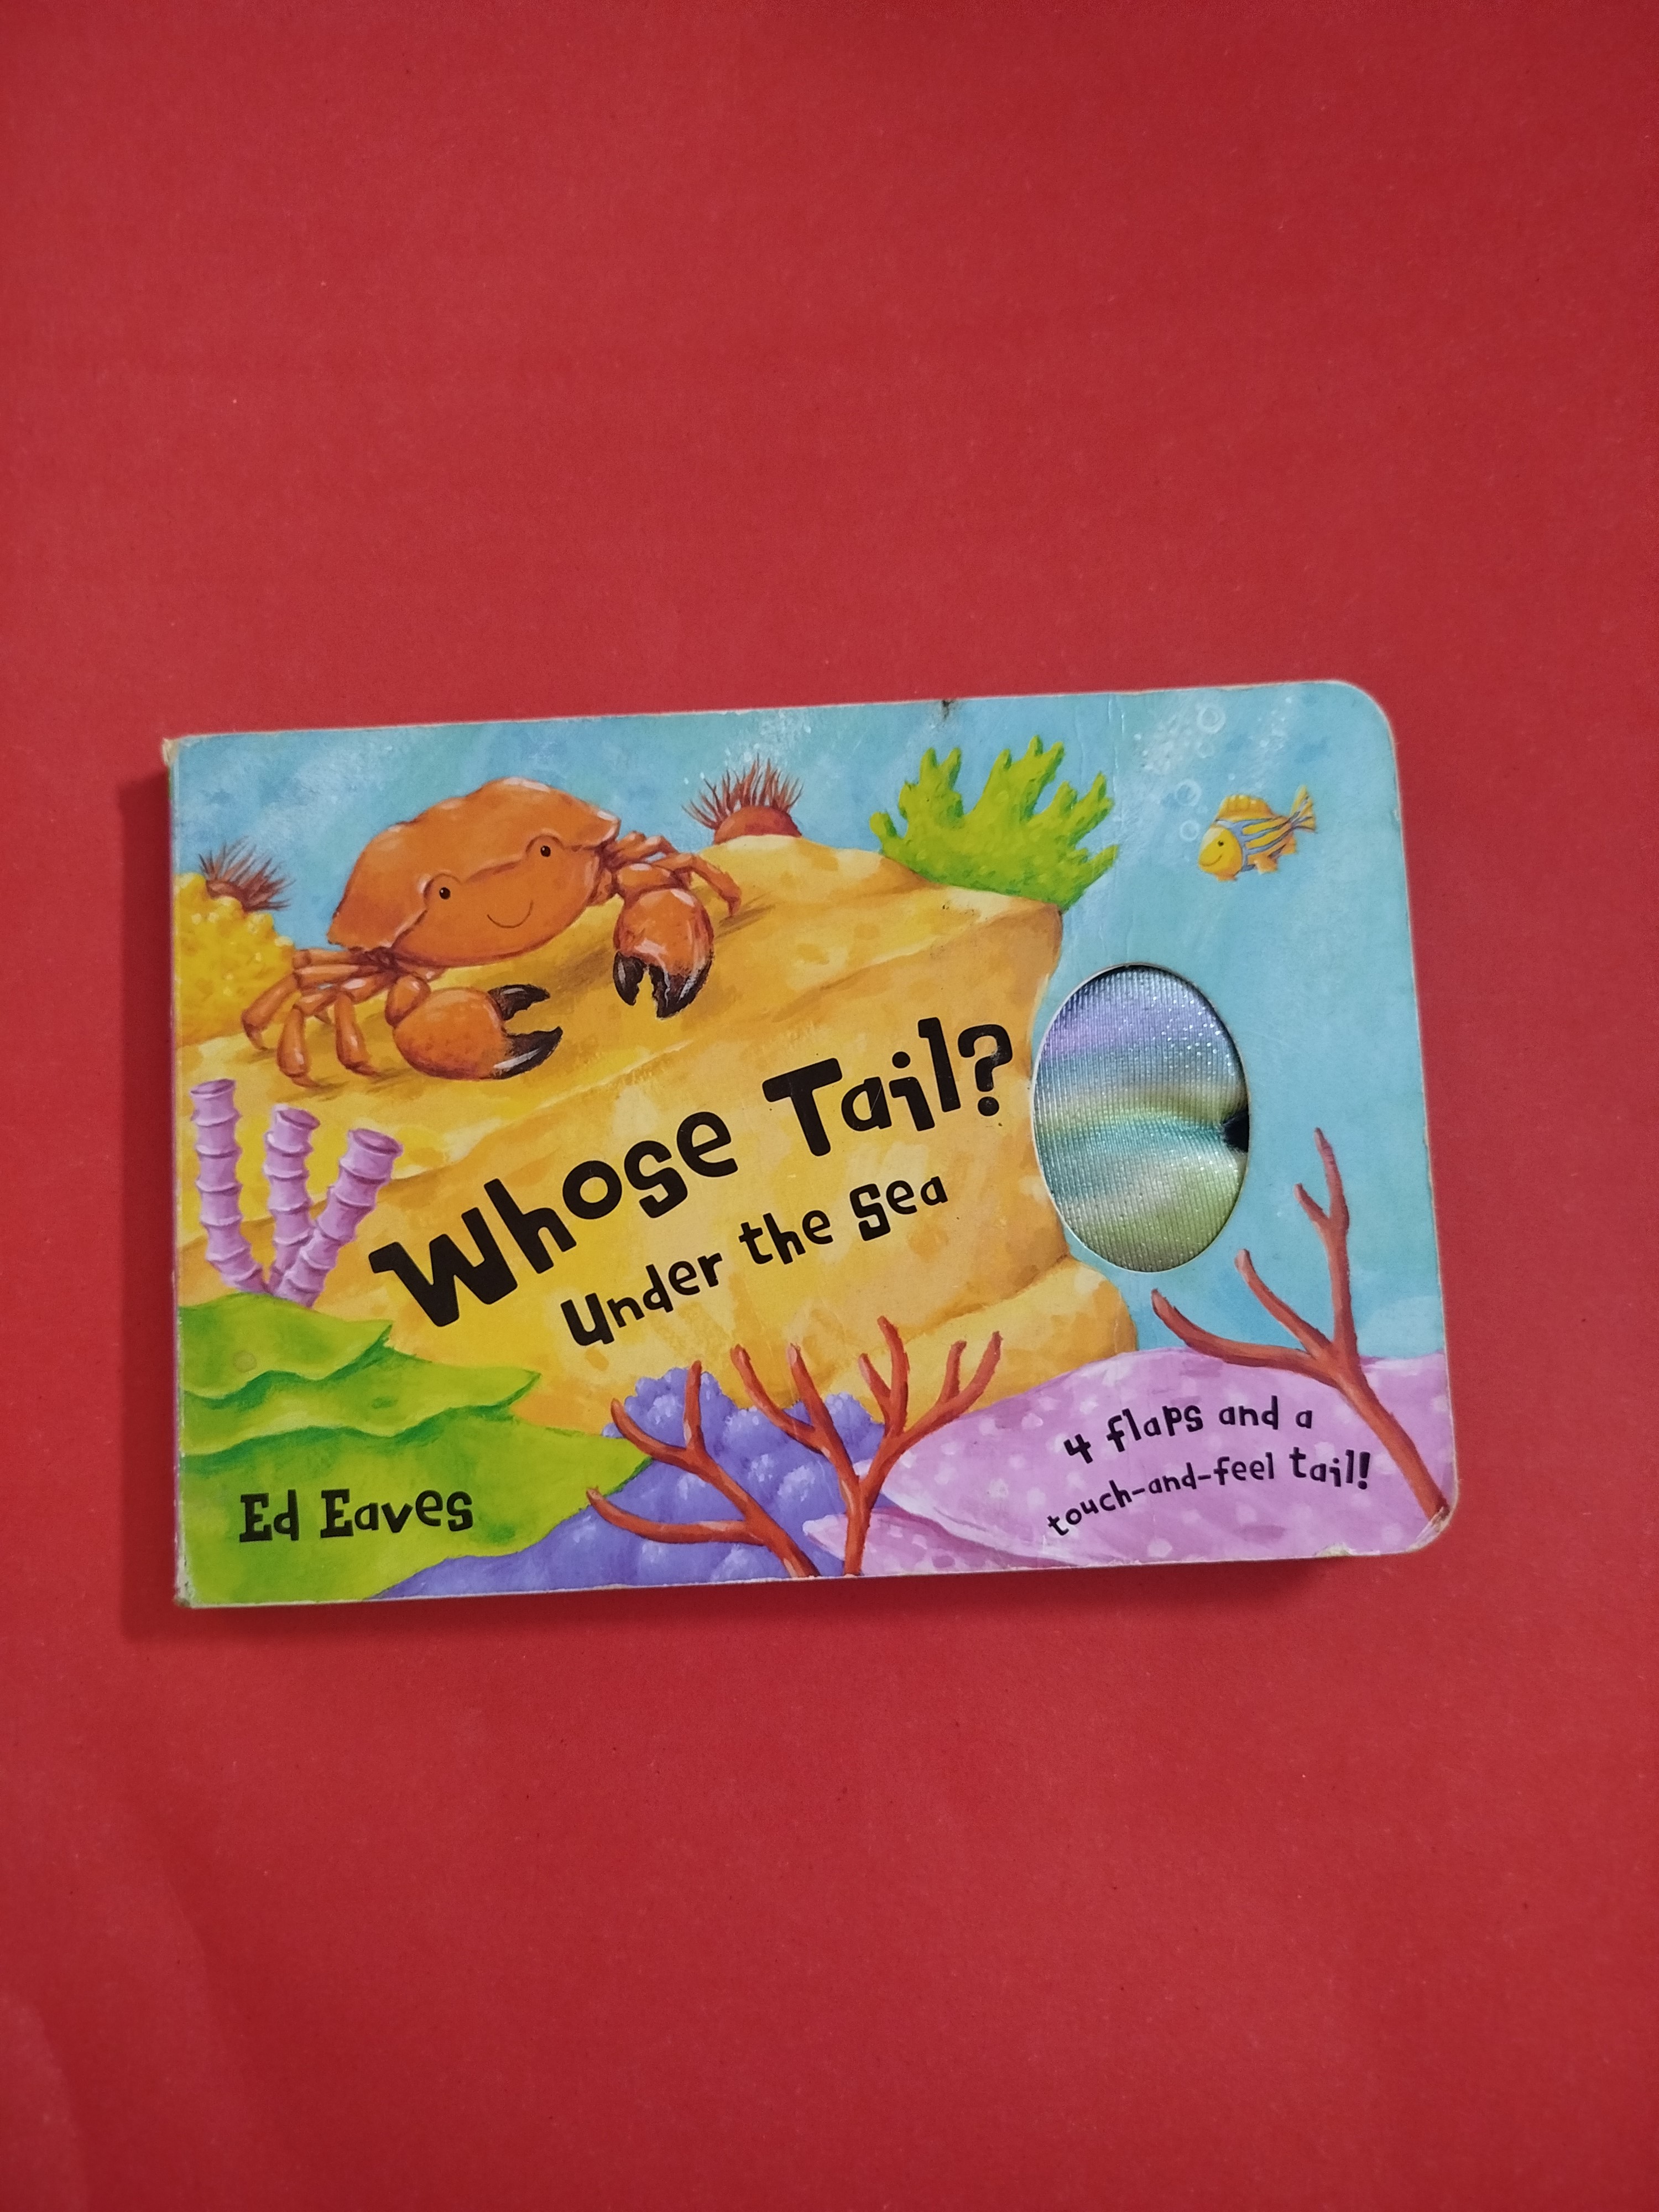 Whose Tail?
Under the Sea
4 flaps and a
touch-and-feel tail!
Ed Eaves